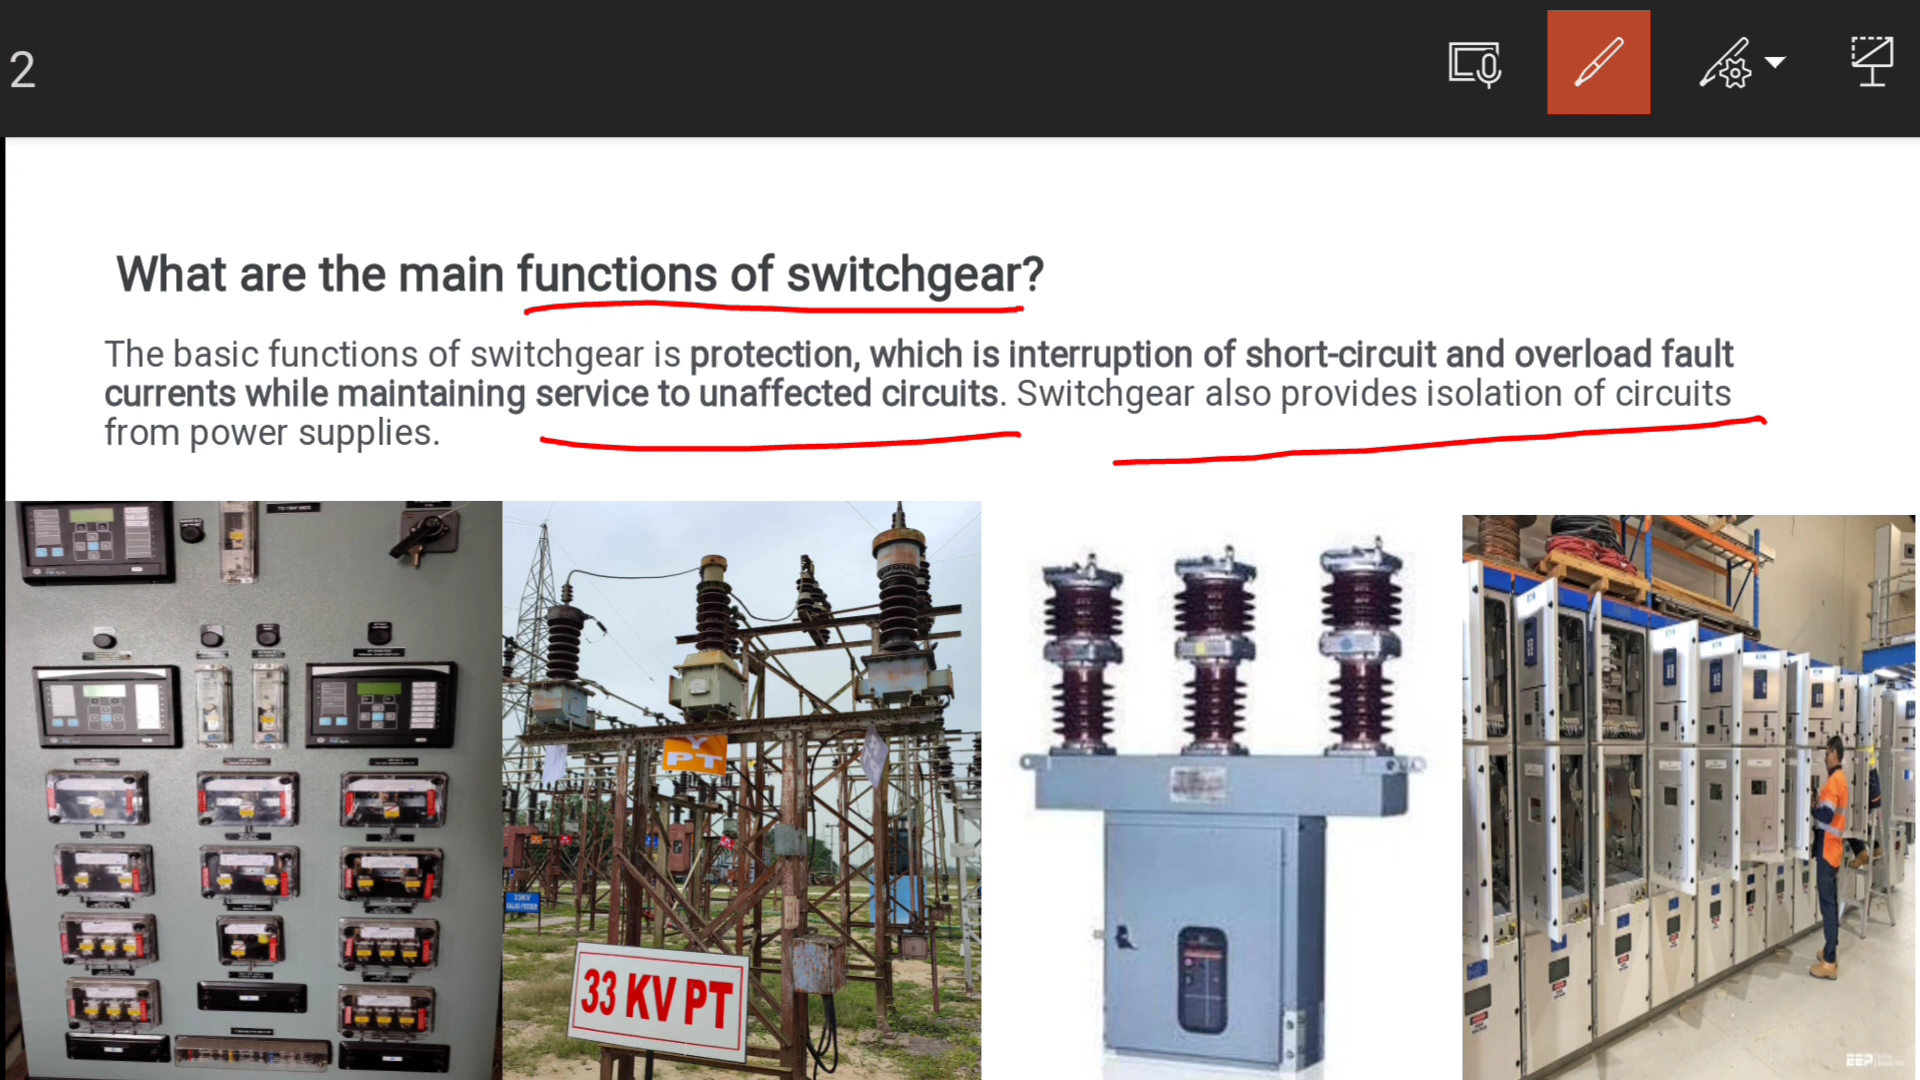 2
What are the main functions of switchgear?
The basic functions of switchgear is protection, which is interruption of short-circuit and overload fault
currents while maintaining service to unaffected circuits. Switchgear also provides isolation of circuits
from power supplies.
Y
PT
33KV
33 KV PT
EEP